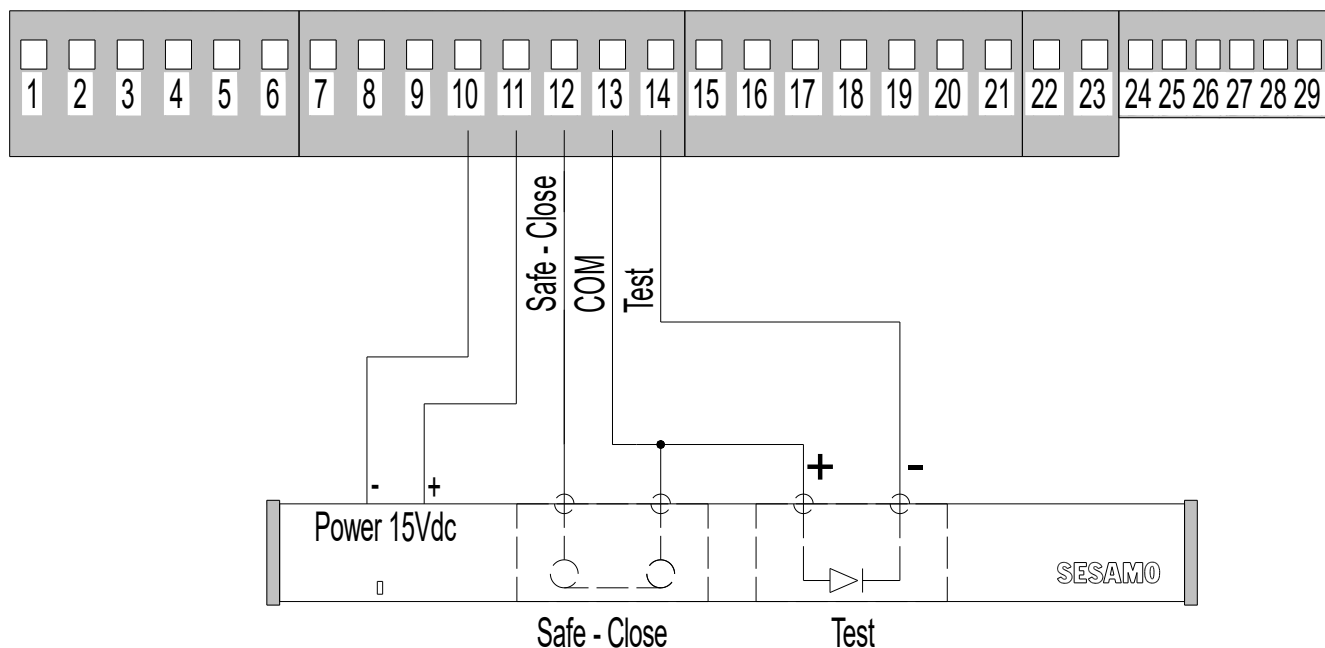 1 2 3 4 5 6 7 8 9 10 11 12 13 14 15 16 17 18 19 20 21 22 23 24 25 26 27 28 29
Safe - Close
COM
Test
- +
+ -
Power 15Vdc
SESAMO
Safe - Close Test